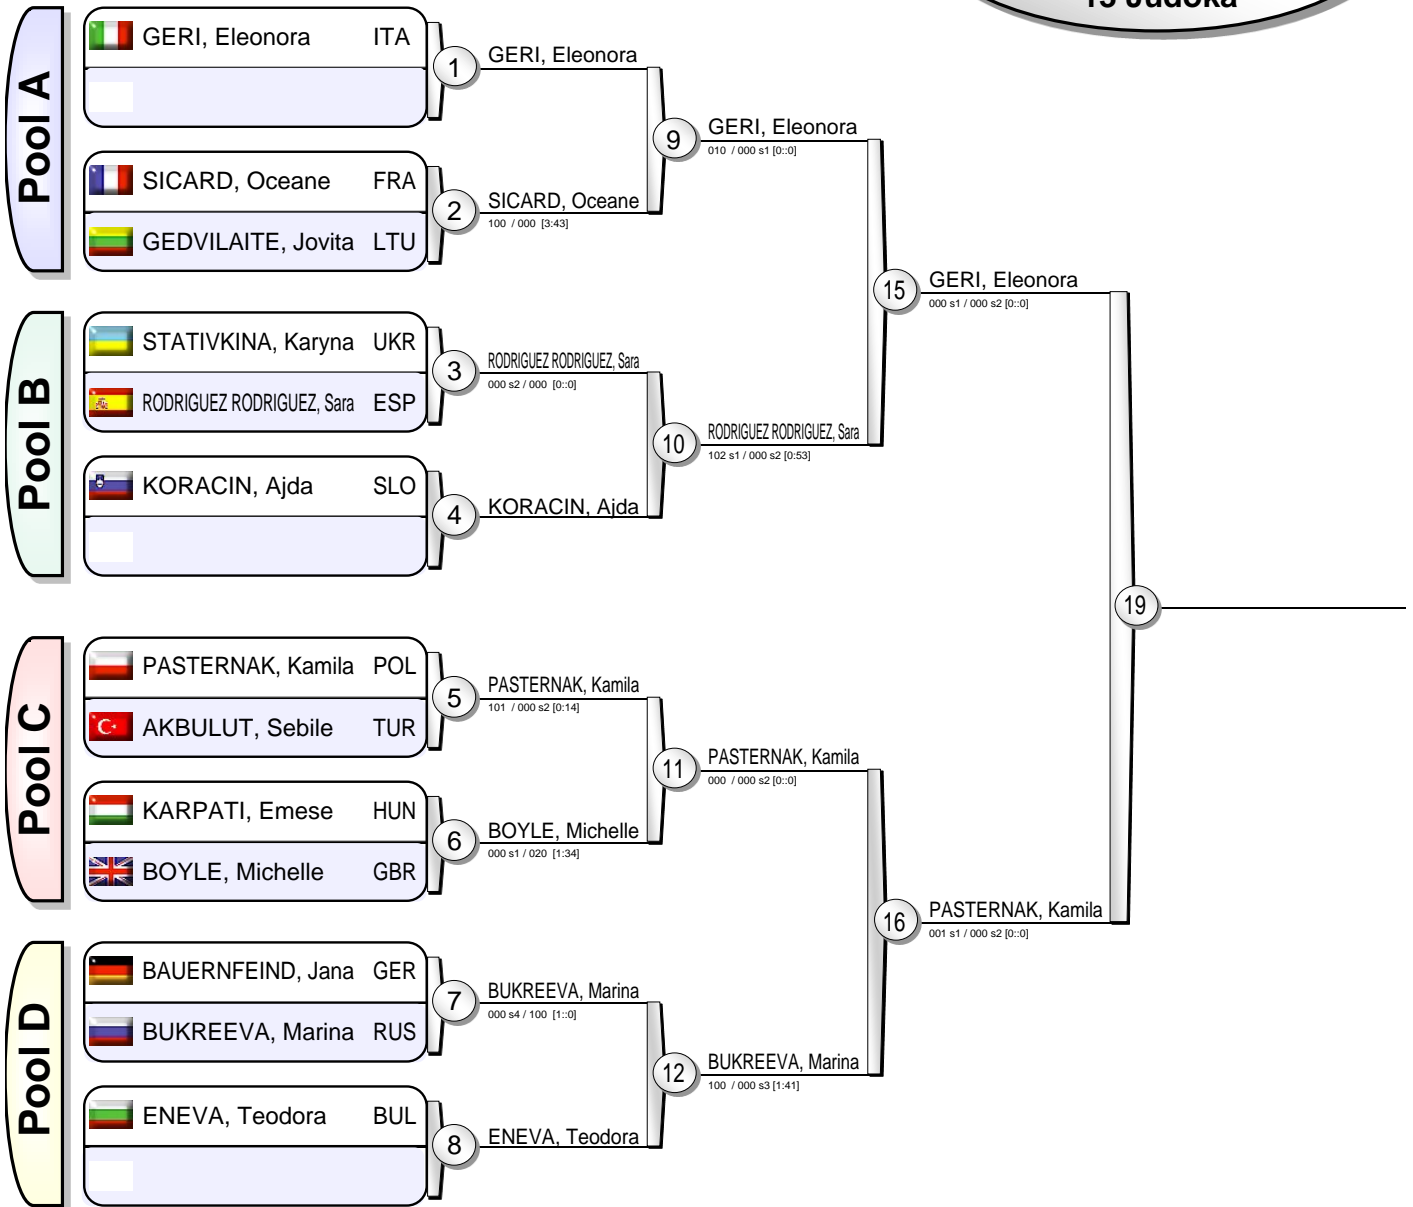 13 Judoka
Pool A
GERI, Eleonora ITA
1
GERI, Eleonora
SICARD, Oceane FRA
GEDVILAITE, Jovita LTU
2
SICARD, Oceane
100 / 000 [3:43]
9
GERI, Eleonora
010 / 000 s1 [0::0]
Pool B
STATIVKINA, Karyna UKR
RODRIGUEZ RODRIGUEZ, Sara ESP
3
RODRIGUEZ RODRIGUEZ, Sara
000 s2 / 000 [0::0]
KORACIN, Ajda SLO
4
KORACIN, Ajda
10
RODRIGUEZ RODRIGUEZ, Sara
102 s1 / 000 s2 [0:53]
15
GERI, Eleonora
000 s1 / 000 s2 [0::0]
Pool C
PASTERNAK, Kamila POL
AKBULUT, Sebile TUR
5
PASTERNAK, Kamila
101 / 000 s2 [0:14]
KARPATI, Emese HUN
BOYLE, Michelle GBR
6
BOYLE, Michelle
000 s1 / 020 [1:34]
11
PASTERNAK, Kamila
000 / 000 s2 [0::0]
Pool D
BAUERNFEIND, Jana GER
BUKREEVA, Marina RUS
7
BUKREEVA, Marina
000 s4 / 100 [1::0]
ENEVA, Teodora BUL
8
ENEVA, Teodora
12
BUKREEVA, Marina
100 / 000 s3 [1:41]
16
PASTERNAK, Kamila
001 s1 / 000 s2 [0::0]
19